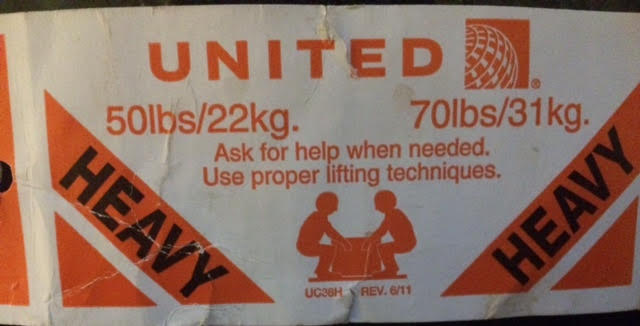 UNITED
50lbs/22kg. 70lbs/31kg.
Ask for help when needed.
Use proper lifting techniques.
HEAVY
HEAVY
UC38H REV. 6/11